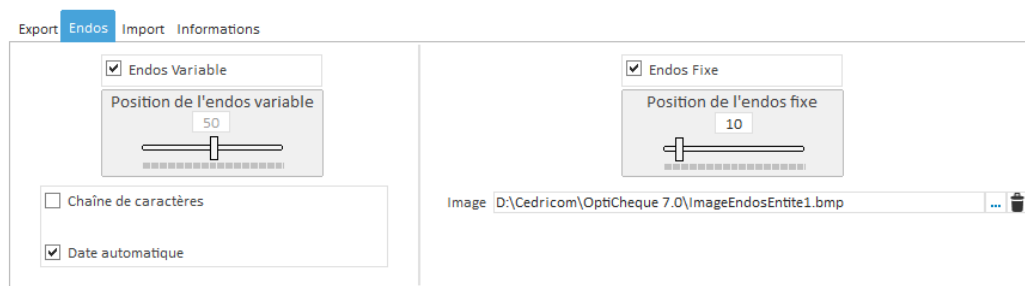 Export Endos Import Informations
Endos Variable
Position de l'endos variable
50
Chaîne de caractères
Date automatique
Endos Fixe
Position de l'endos fixe
10
Image D:\Cedricom\OptiCheque 7.0\ImageEndosEntite1.bmp ...